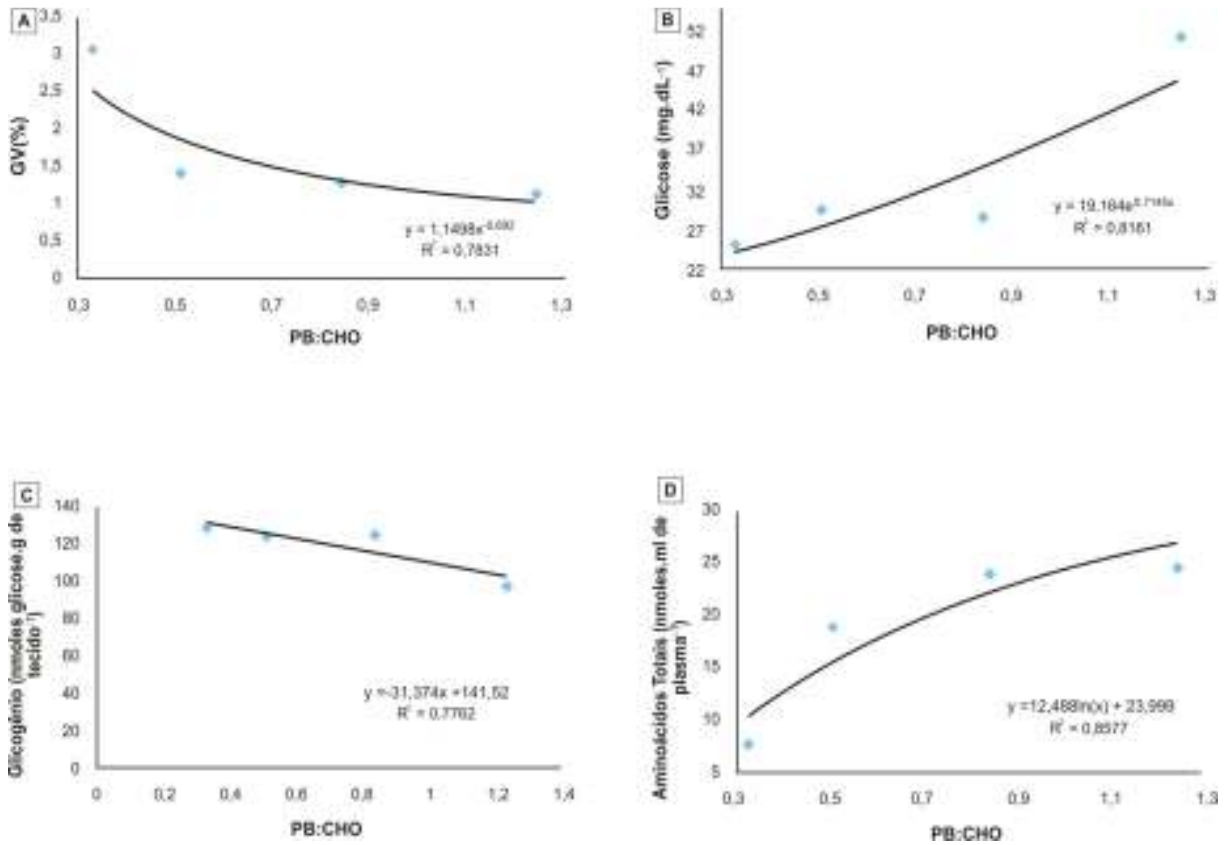 A
3.5
3
2.5
2
1.5
1
0.5
0
GV(%)
0,3 0,5 0,7 0,9 1,1 1,3
PB:CHO
R² = 0,7831
B
52
47
42
37
32
27
22
Glicose (mg.dL⁻¹)
0,3 0,5 0,7 0,9 1,1 1,3
PB:CHO
R² = 0,8161
C
140
120
100
80
60
40
20
0
Glicogênio (nmoles glicose.g de
tecido⁻¹)
y =-31,374x +141,52
R² = 0,7762
0 0,2 0,4 0,6 0,8 1 1,2 1,4
PB:CHO
D
30
25
20
15
10
5
Aminoácidos Totais (nmoles.ml de
plasma⁻¹)
y =12,488ln(x) + 23,999
R² = 0,8577
0,3 0,5 0,7 0,9 1,1 1,3
PB:CHO